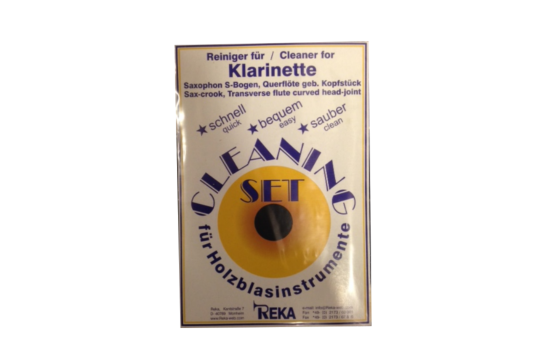 Reiniger für / Cleaner for
Klarinette
Saxophon S-Bogen, Querflöte geb. Kopfstück
Sax-crook, Transverse flute curved head-joint
★ schnell
quick
★ bequem
easy
★ sauber
clean
CLEANING
SET
für Holzblasinstrumente
REKA